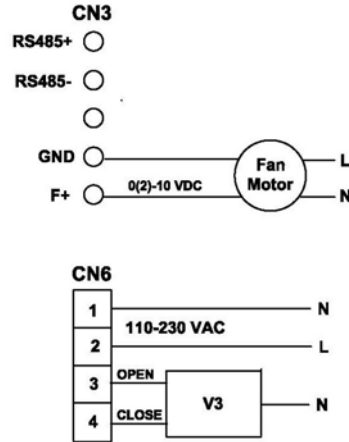 CN3
RS485+
RS485-
GND
F+
0(2)-10 VDC
Fan
Motor
L
N
CN6
1
2
3
4
110-230 VAC
N
L
OPEN
CLOSE
V3
N